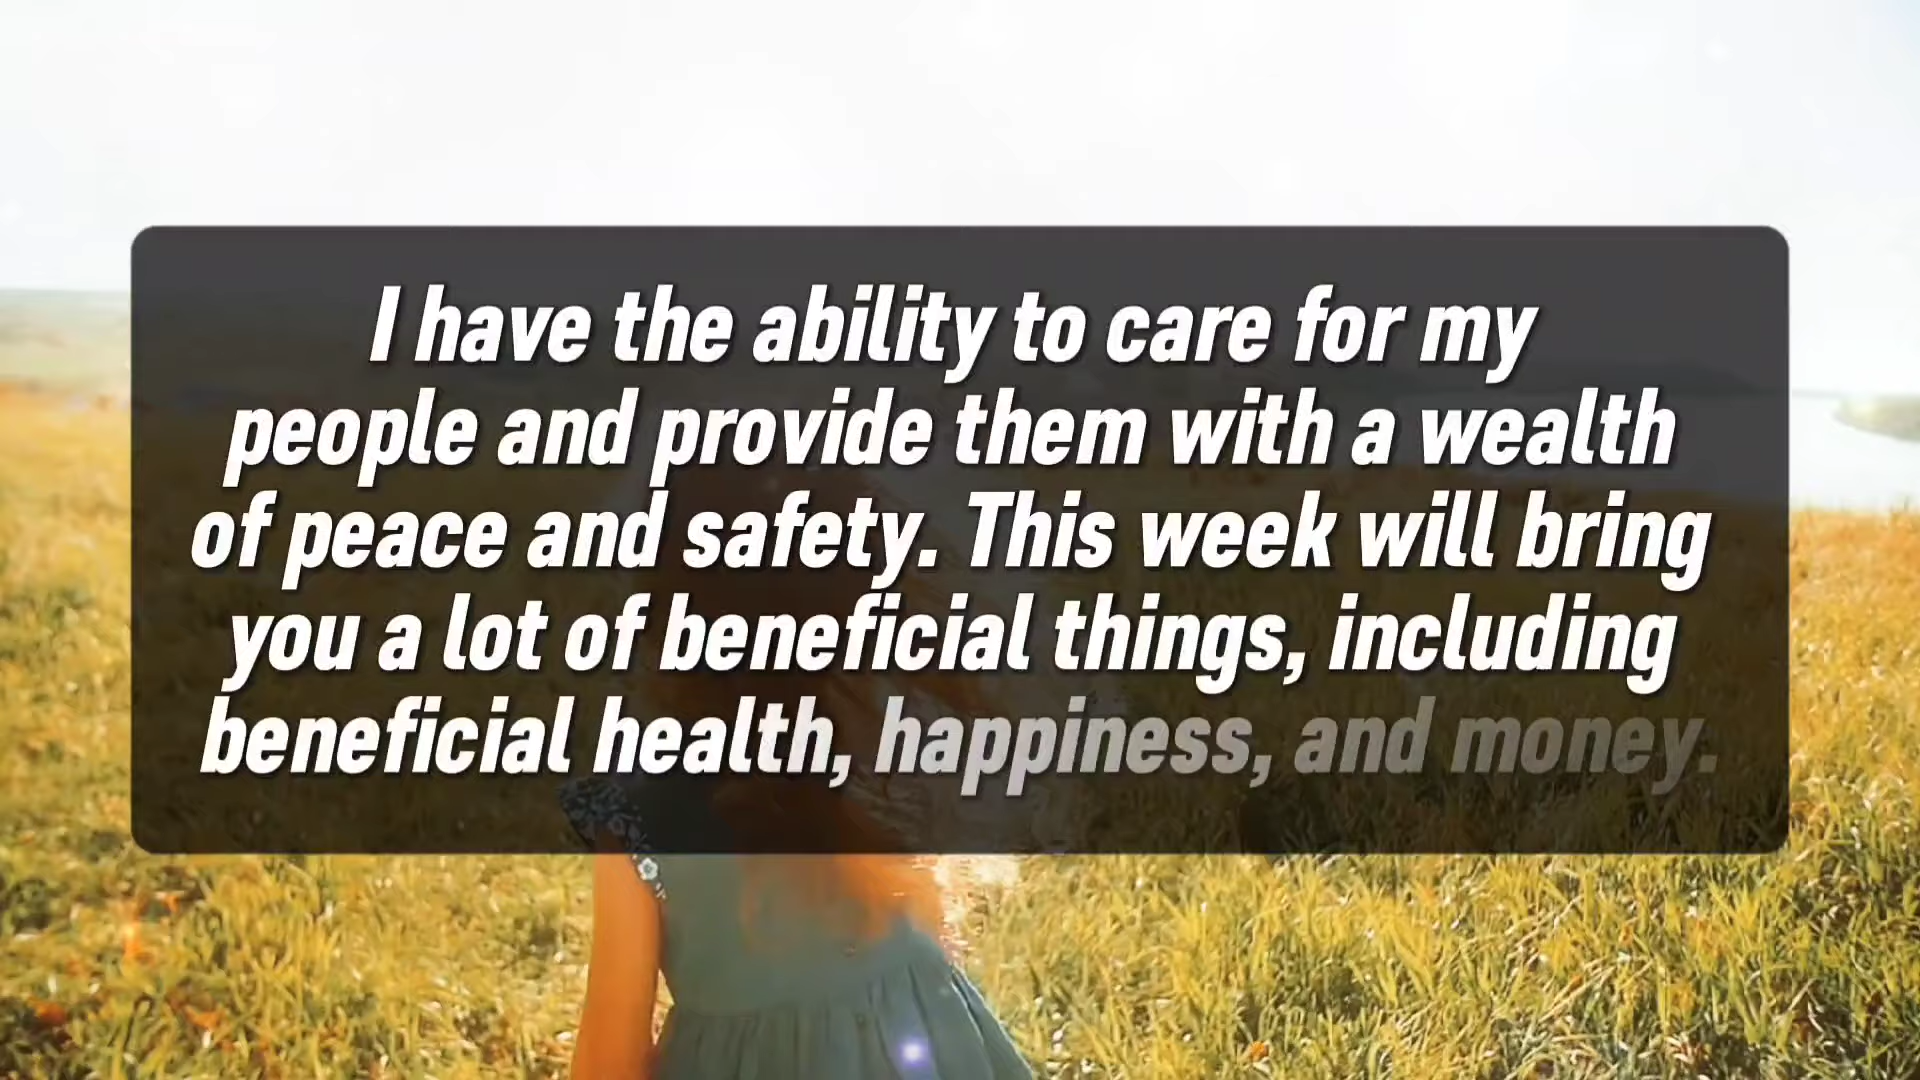 I have the ability to care for my
people and provide them with a wealth
of peace and safety. This week will bring
you a lot of beneficial things, including
beneficial health, happiness, and money.